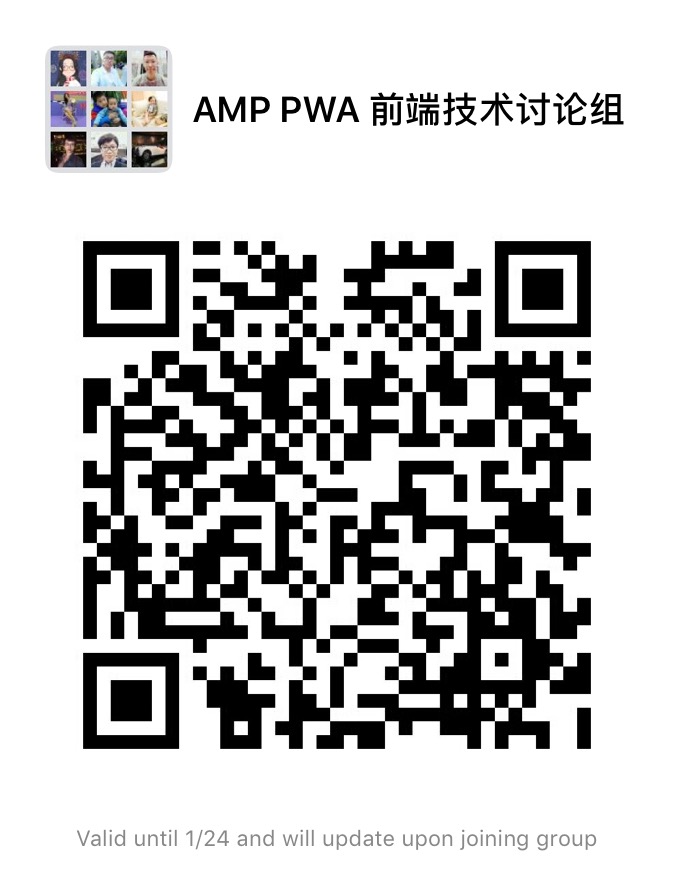 AMP PWA 前端技术讨论组
Valid until 1/24 and will update upon joining group